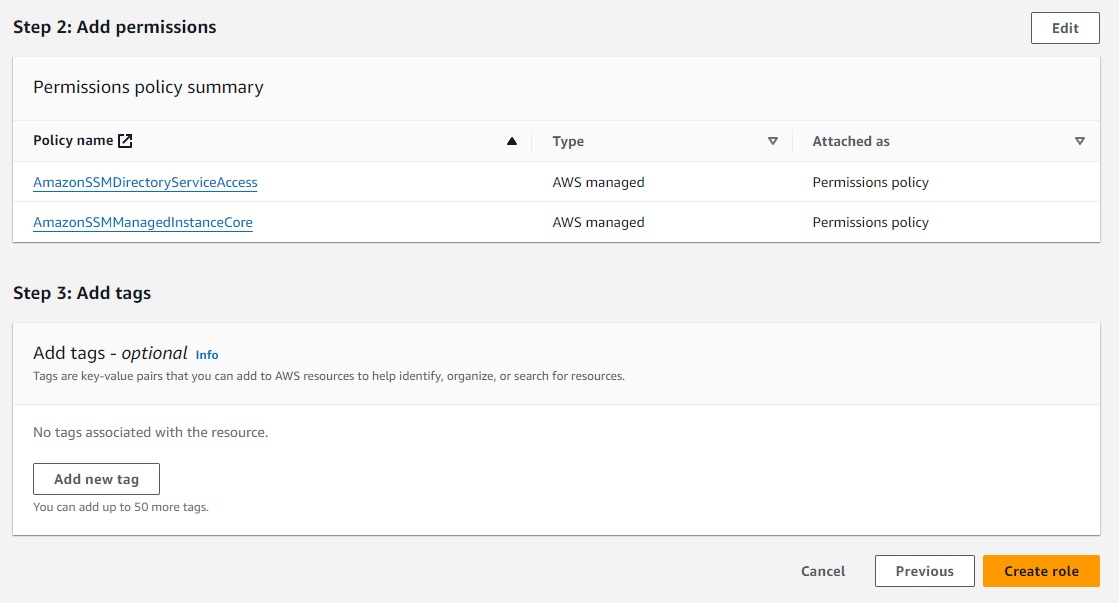 Step 2: Add permissions
Edit
Permissions policy summary
Policy name Type Attached as
AmazonSSMDirectoryServiceAccess AWS managed Permissions policy
AmazonSSMManagedInstanceCore AWS managed Permissions policy
Step 3: Add tags
Add tags - optional Info
Tags are key-value pairs that you can add to AWS resources to help identify, organize, or search for resources.
No tags associated with the resource.
Add new tag
You can add up to 50 more tags.
Cancel Previous Create role